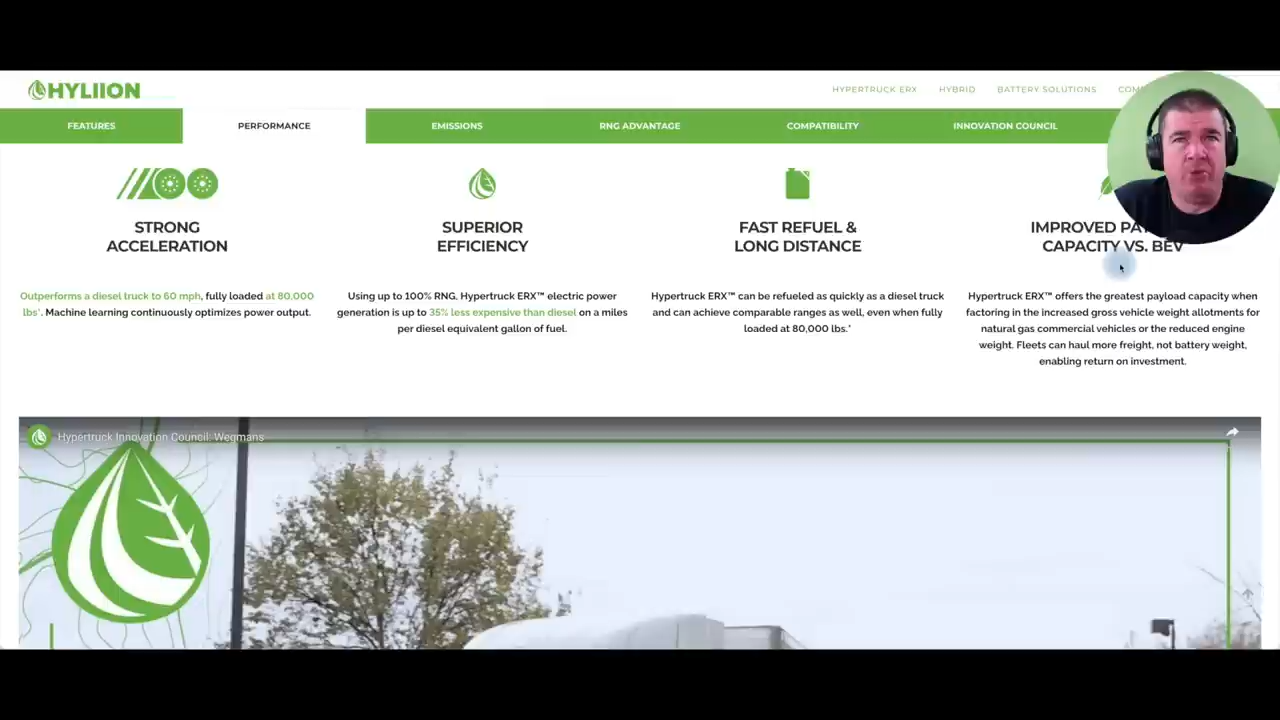 HYLIION
HYPERTRUCK ERX
HYBRID
BATTERY SOLUTIONS
FEATURES
PERFORMANCE
EMISSIONS
RNG ADVANTAGE
COMPATIBILITY
INNOVATION COUNCIL
STRONG
ACCELERATION
Outperforms a diesel truck to 60 mph, fully loaded at 80,000
lbs*. Machine learning continuously optimizes power output.
SUPERIOR
EFFICIENCY
Using up to 100% RNG, Hypertruck ERX™ electric power
generation is up to 35% less expensive than diesel on a miles
per diesel equivalent gallon of fuel.
FAST REFUEL &
LONG DISTANCE
Hypertruck ERX™ can be refueled as quickly as a diesel truck
and can achieve comparable ranges as well, even when fully
loaded at 80,000 lbs.*
IMPROVED
CAPACITY VS. BEV
Hypertruck ERX™ offers the greatest payload capacity when
factoring in the increased gross vehicle weight allotments for
natural gas commercial vehicles or the reduced engine
weight. Fleets can haul more freight, not battery weight,
enabling return on investment.
Hypertruck Innovation Council: Wegmans